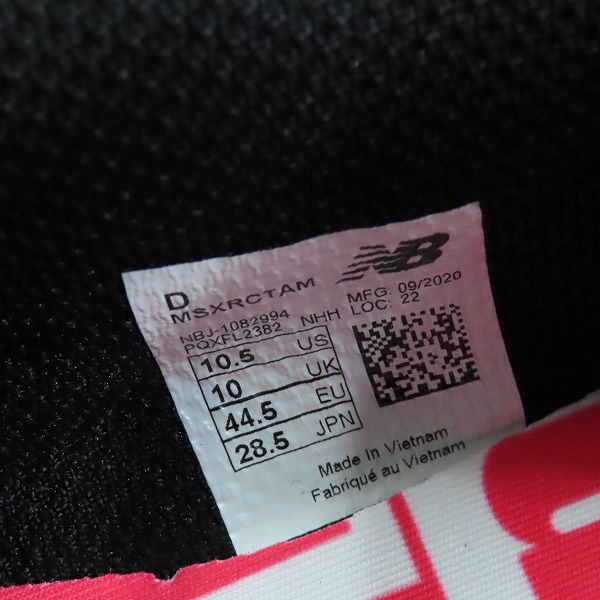 D
MSXRCTAM
NBJ-1082994 NHH
PQXFL2382
NB
MFG: 09/2020
LOC: 22
10.5 US
10 UK
44.5 EU
28.5 JPN
Made In Vietnam
Fabriqué au Vietnam